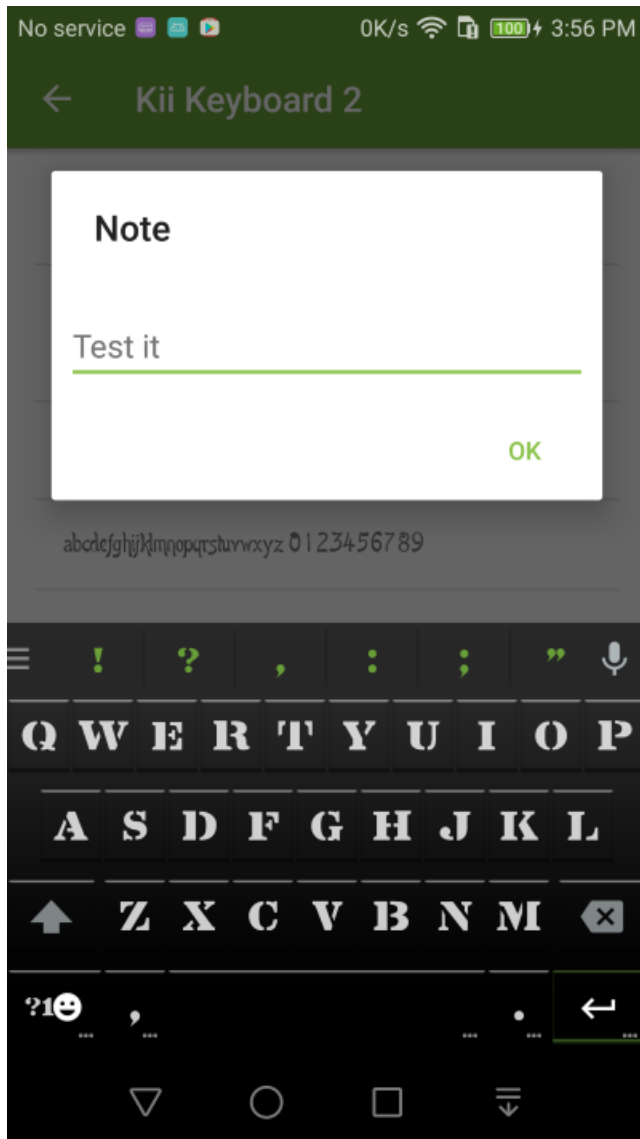 No service 0K/s 100 3:56 PM
Kii Keyboard 2
Note
Test it
OK
abcdefghijklmnopqrstuvwxyz 0123456789
! ? , : ; ”
Q W E R T Y U I O P
A S D F G H J K L
Z X C V B N M
?1 , ... ... . ... ...